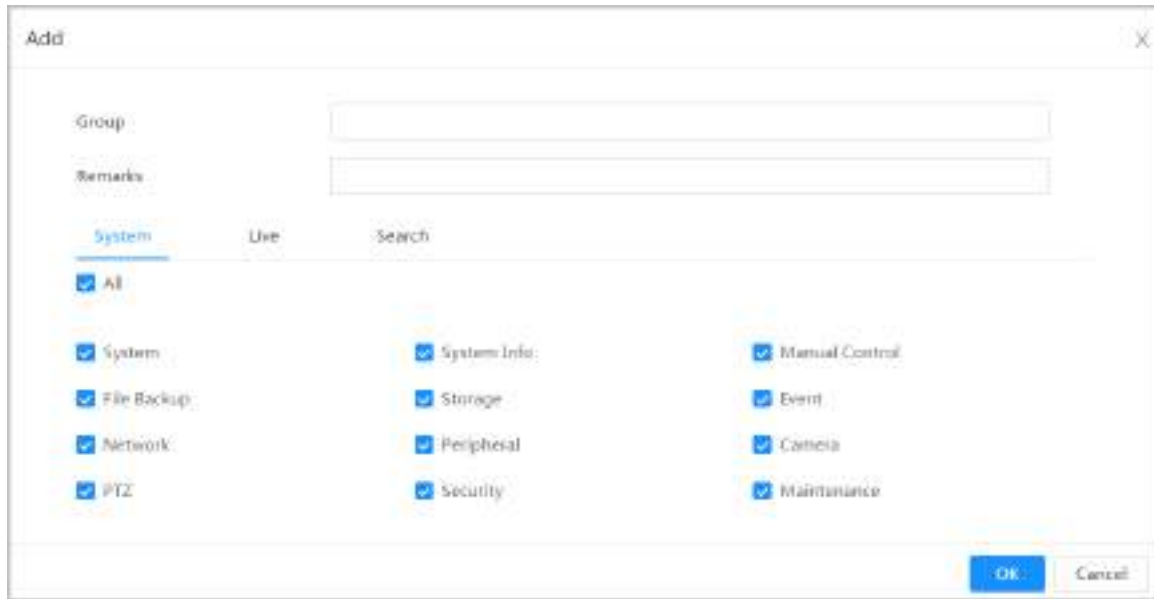 Add
Group
Remarks
System Live Search
All
System System Info Manual Control
File Backup Storage Event
Network Peripheral Camera
PTZ Security Maintenance
OK Cancel